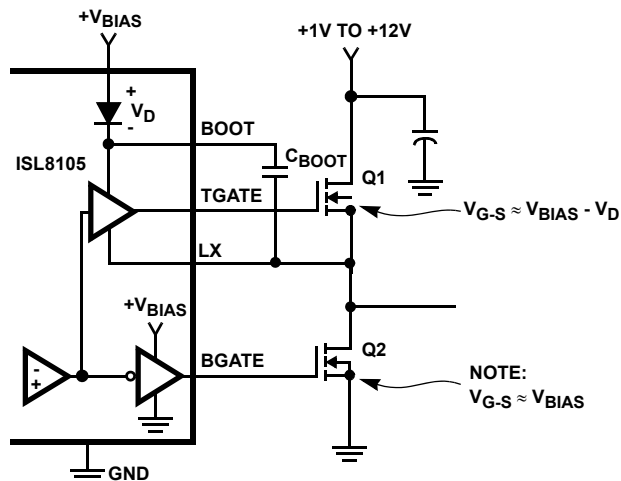 +VBIAS
+1V TO +12V
+
VD
-
BOOT
CBOOT
ISL8105
Q1
TGATE
VG-S ≈ VBIAS - VD
LX
+VBIAS
Q2
BGATE
-
+
NOTE:
VG-S ≈ VBIAS
GND